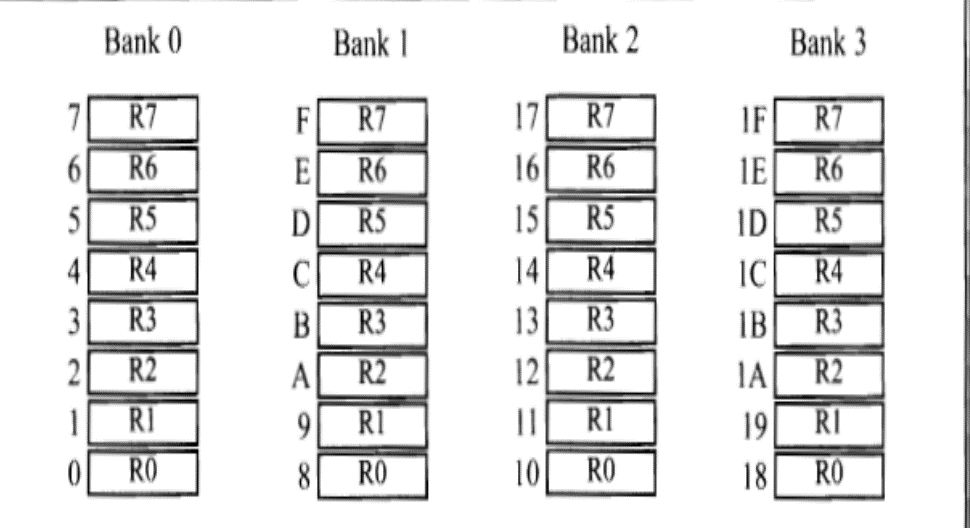 Bank 0 Bank 1 Bank 2 Bank 3
7 R7 F R7 17 R7 1F R7
6 R6 E R6 16 R6 1E R6
5 R5 D R5 15 R5 1D R5
4 R4 C R4 14 R4 1C R4
3 R3 B R3 13 R3 1B R3
2 R2 A R2 12 R2 1A R2
1 R1 9 R1 11 R1 19 R1
0 R0 8 R0 10 R0 18 R0